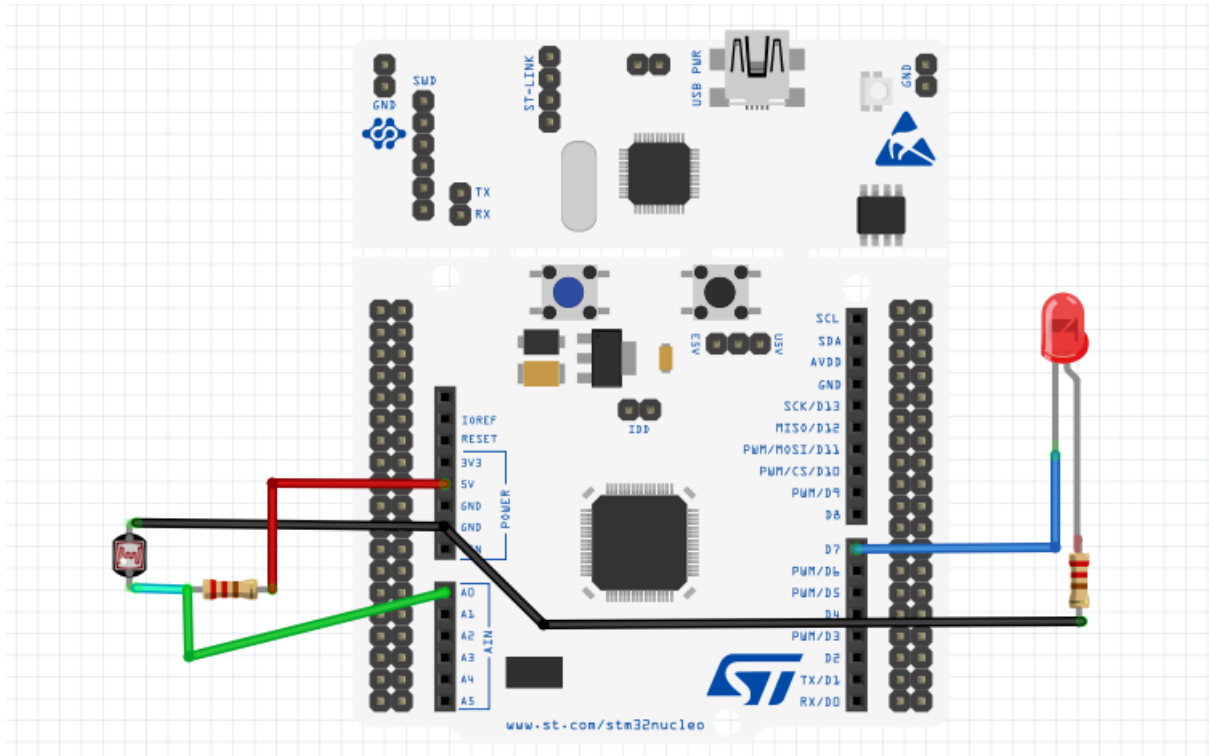 GND
SWD
ST-LINK
USB PWR
GND
TX
RX
E5V
U5V
IDD
IOREF
RESET
3V3
5V
GND
GND
POWER
A0
A1
A2
A3
A4
A5
AIN
SCL
SDA
AVDD
GND
SCK/D13
MISO/D12
PWM/MOSI/D11
PWM/CS/D10
PWM/D9
D8
D7
PWM/D6
PWM/D5
D4
PWM/D3
D2
TX/D1
RX/D0
ST
www.st.com/stm32nucleo